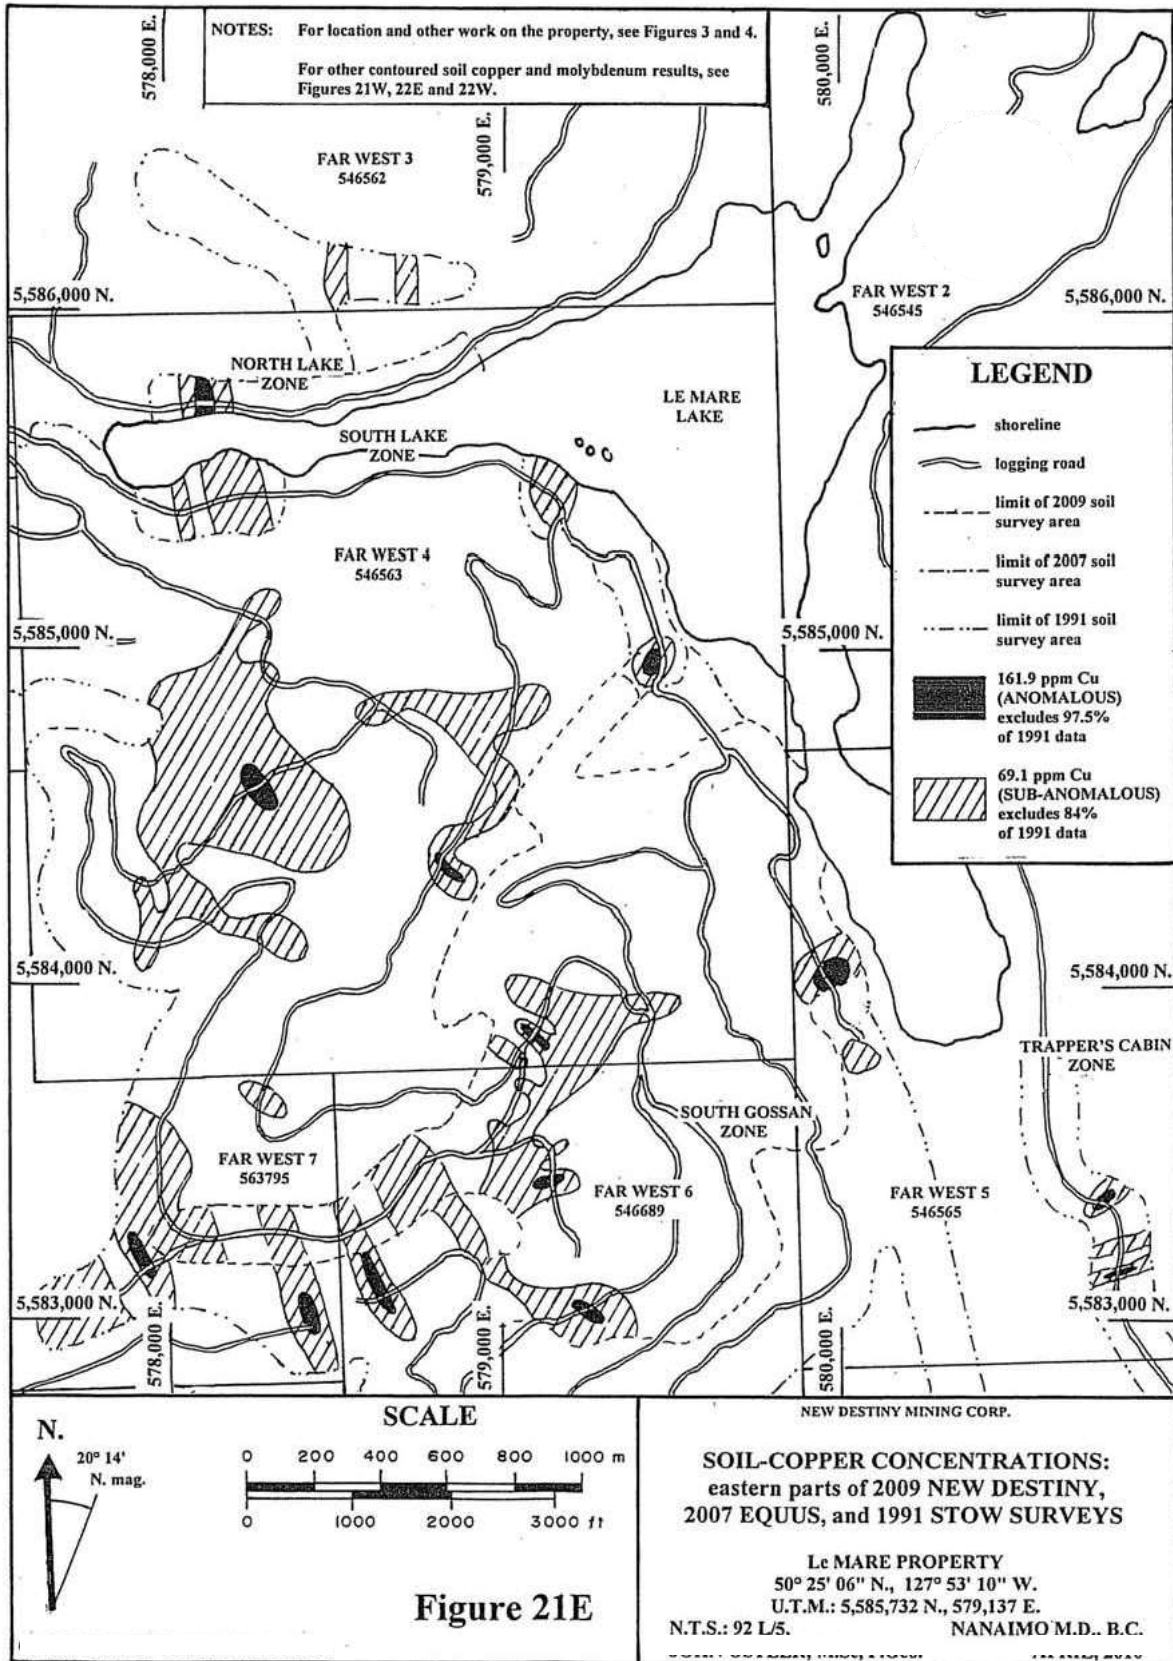 NOTES: For location and other work on the property, see Figures 3 and 4.
For other contoured soil copper and molybdenum results, see
Figures 21W, 22E and 22W.
578,000 E.
580,000 E.
579,000 E.
FAR WEST 3
546562
5,586,000 N.
FAR WEST 2
546545
5,586,000 N.
NORTH LAKE
ZONE
LE MARE
LAKE
SOUTH LAKE
ZONE
LEGEND
shoreline
logging road
limit of 2009 soil
survey area
limit of 2007 soil
survey area
limit of 1991 soil
survey area
161.9 ppm Cu
(ANOMALOUS)
excludes 97.5%
of 1991 data
69.1 ppm Cu
(SUB-ANOMALOUS)
excludes 84%
of 1991 data
FAR WEST 4
546563
5,585,000 N.
5,585,000 N.
5,584,000 N.
5,584,000 N.
TRAPPER'S CABIN
ZONE
SOUTH GOSSAN
ZONE
FAR WEST 7
563795
FAR WEST 6
546689
FAR WEST 5
546565
5,583,000 N.
5,583,000 N.
578,000 E.
579,000 E.
580,000 E.
N.
20° 14'
N. mag.
SCALE
0 200 400 600 800 1000 m
0 1000 2000 3000 ft
Figure 21E
NEW DESTINY MINING CORP.
SOIL-COPPER CONCENTRATIONS:
eastern parts of 2009 NEW DESTINY,
2007 EQUUS, and 1991 STOW SURVEYS
Le MARE PROPERTY
50° 25' 06" N., 127° 53' 10" W.
U.T.M.: 5,585,732 N., 579,137 E.
N.T.S.: 92 L/5. NANAIMO M.D., B.C.